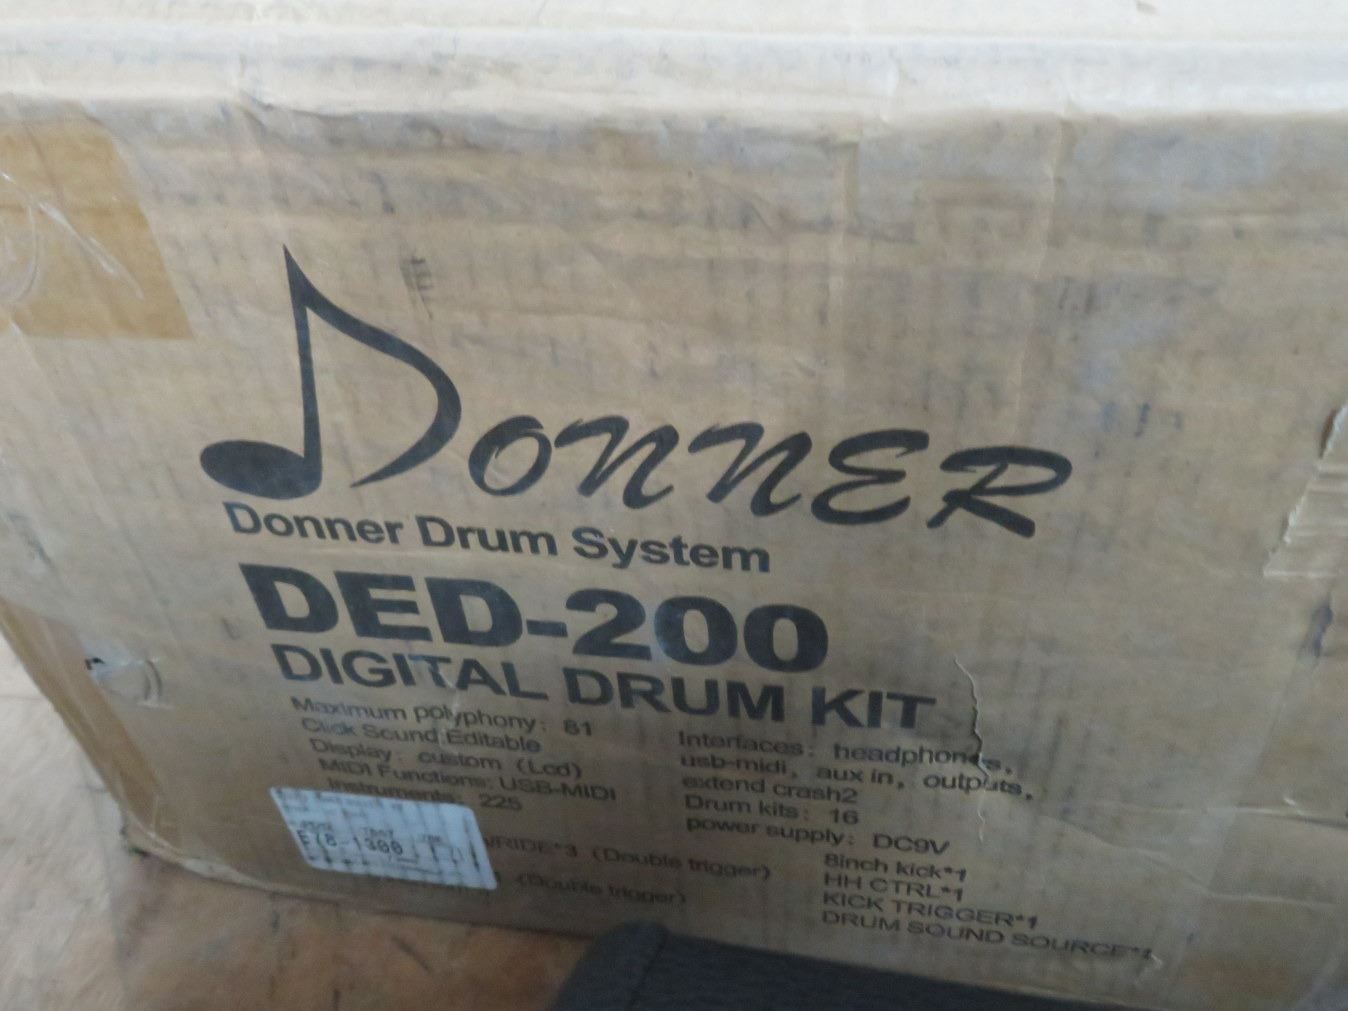 DONNER
Donner Drum System
DED-200
DIGITAL DRUM KIT
Maximum polyphony: 81
Click Sound Editable
Display: custom (Lcd)
MIDI Functions: USB-MIDI
Instruments: 225
Interfaces: headphones,
usb-midi, aux in, outputs,
extend crash2
Drum kits: 16
power supply: DC9V
/RIDE*3 (Double trigger)
(Double trigger)
8inch kick*1
HH CTRL*1
KICK TRIGGER*1
DRUM SOUND SOURCE*1